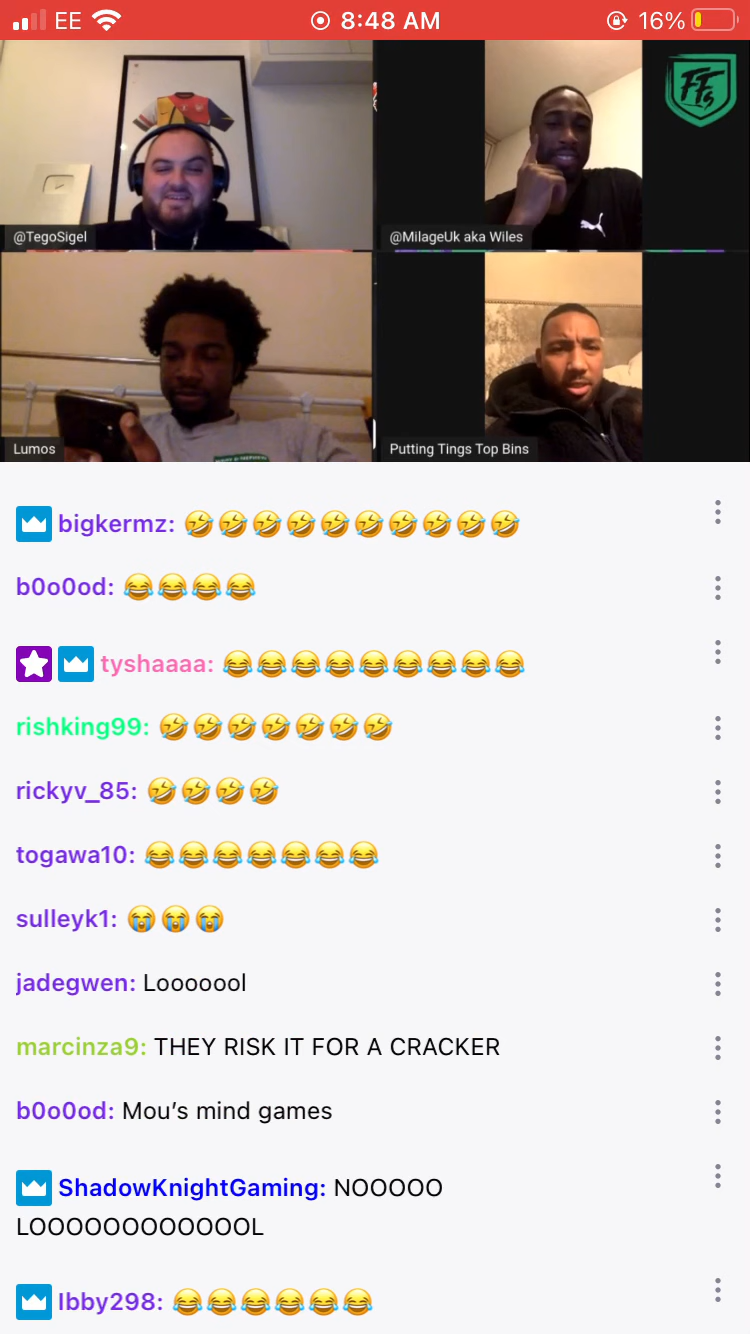 EE 8:48 AM 16%
FTFs
@TegoSigel
@MilageUk aka Wiles
Lumos
Putting Tings Top Bins
bigkermz: 🤣🤣🤣🤣🤣🤣🤣🤣🤣🤣
b0o0od: 😂😂😂😂
tyshaaaa: 😂😂😂😂😂😂😂😂😂
rishking99: 🤣🤣🤣🤣🤣🤣🤣
rickyv_85: 🤣🤣🤣🤣
togawa10: 😂😂😂😂😂😂😂
sulleyk1: 😭😭😭
jadegwen: Looooool
marcinza9: THEY RISK IT FOR A CRACKER
b0o0od: Mou's mind games
ShadowKnightGaming: NOOOOO
LOOOOOOOOOOOOL
Ibby298: 😂😂😂😂😂😂